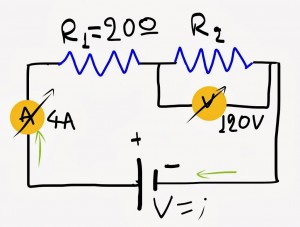 R₁=20Ω R₂
A 4A V
120V
+ -
V=¡